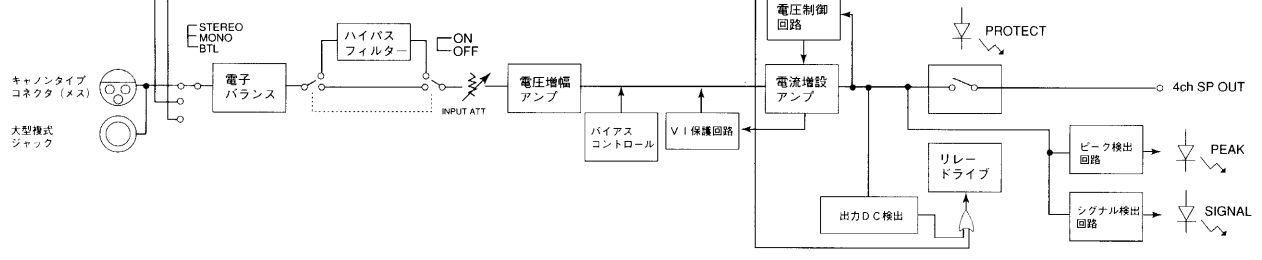 電圧制御
回路
STEREO
MONO
BTL
ハイパス
フィルター
ON
OFF
PROTECT
キャノンタイプ
コネクタ（メス）
電子
バランス
INPUT ATT
電圧増幅
アンプ
電流増設
アンプ
4ch SP OUT
大型複式
ジャック
バイアス
コントロール
ＶＩ保護回路
リレー
ドライブ
ピーク検出
回路
PEAK
出力ＤＣ検出
シグナル検出
回路
SIGNAL